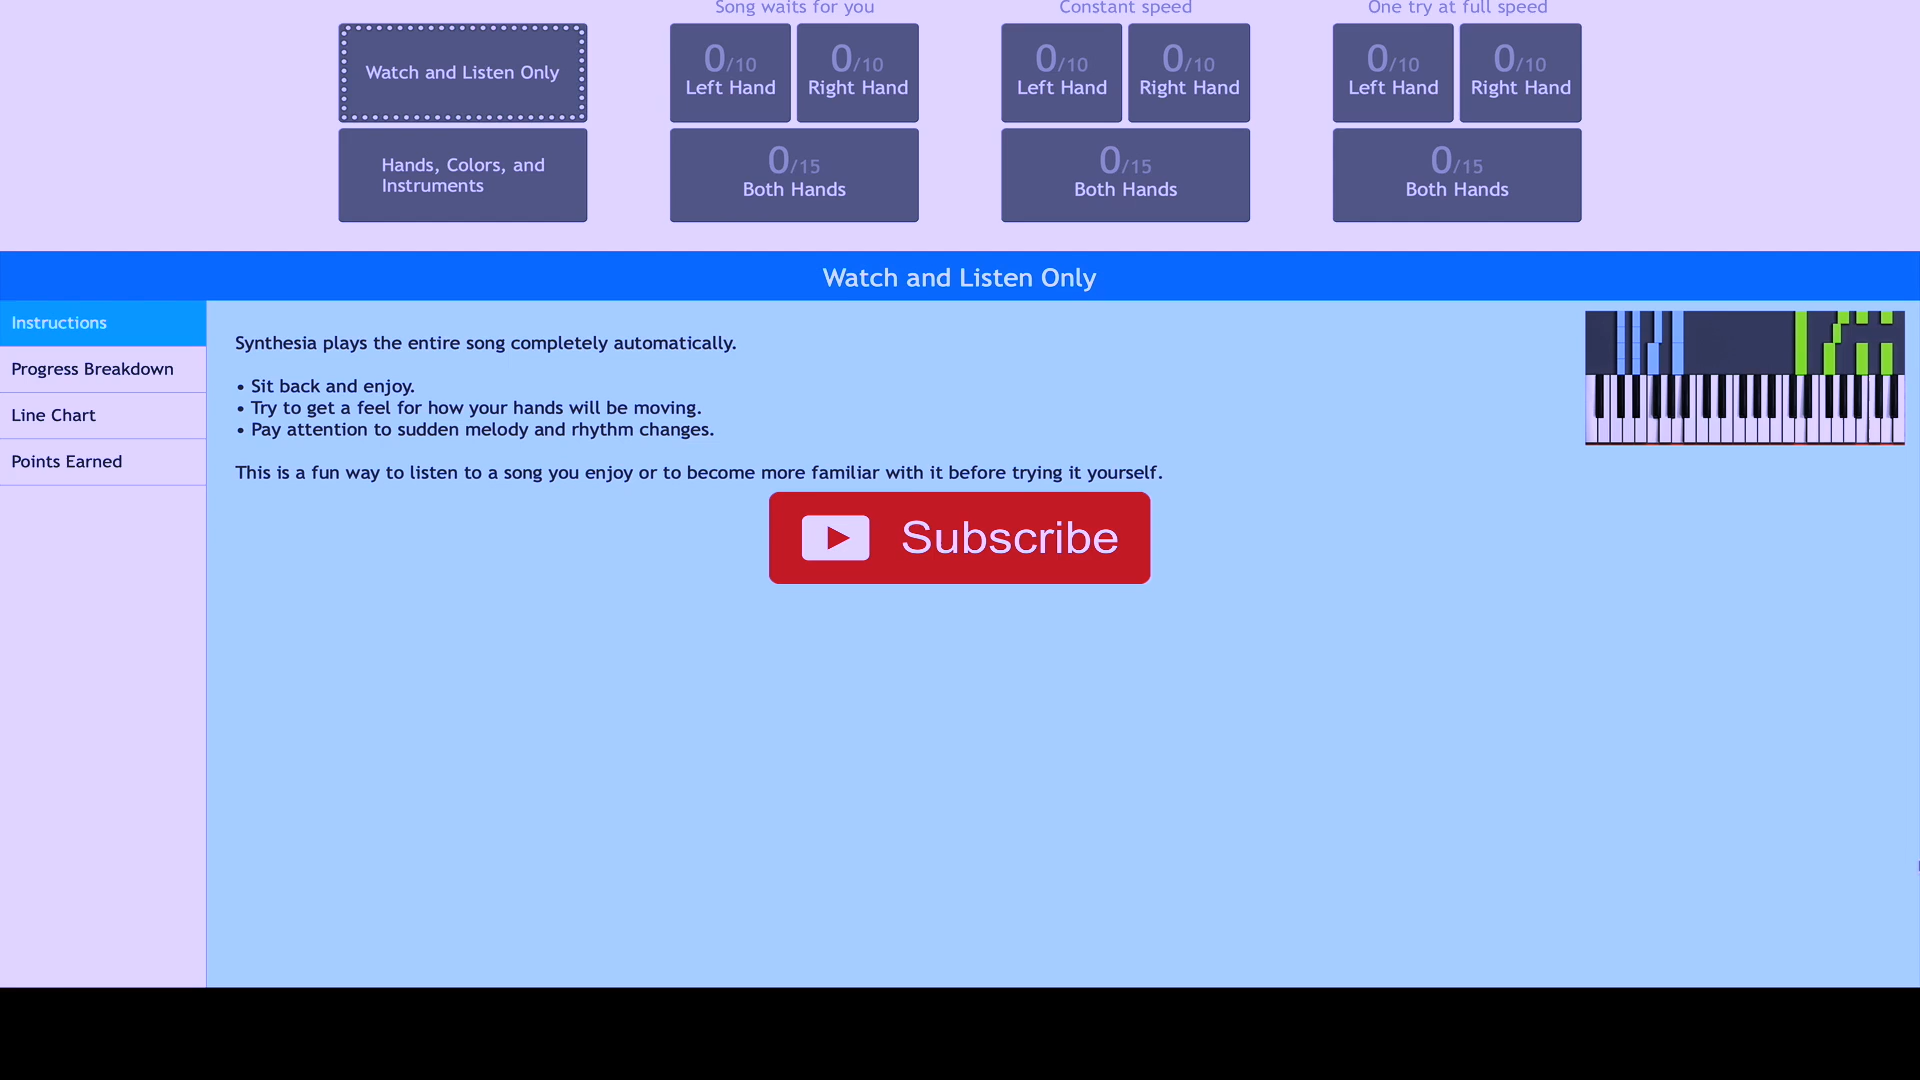 Song waits for you
Constant speed
One try at full speed
Watch and Listen Only
0/10
Left Hand
0/10
Right Hand
0/10
Left Hand
0/10
Right Hand
0/10
Left Hand
0/10
Right Hand
Hands, Colors, and
Instruments
0/15
Both Hands
0/15
Both Hands
0/15
Both Hands
Watch and Listen Only
Instructions
Progress Breakdown
Line Chart
Points Earned
Synthesia plays the entire song completely automatically.
• Sit back and enjoy.
• Try to get a feel for how your hands will be moving.
• Pay attention to sudden melody and rhythm changes.
This is a fun way to listen to a song you enjoy or to become more familiar with it before trying it yourself.
Subscribe